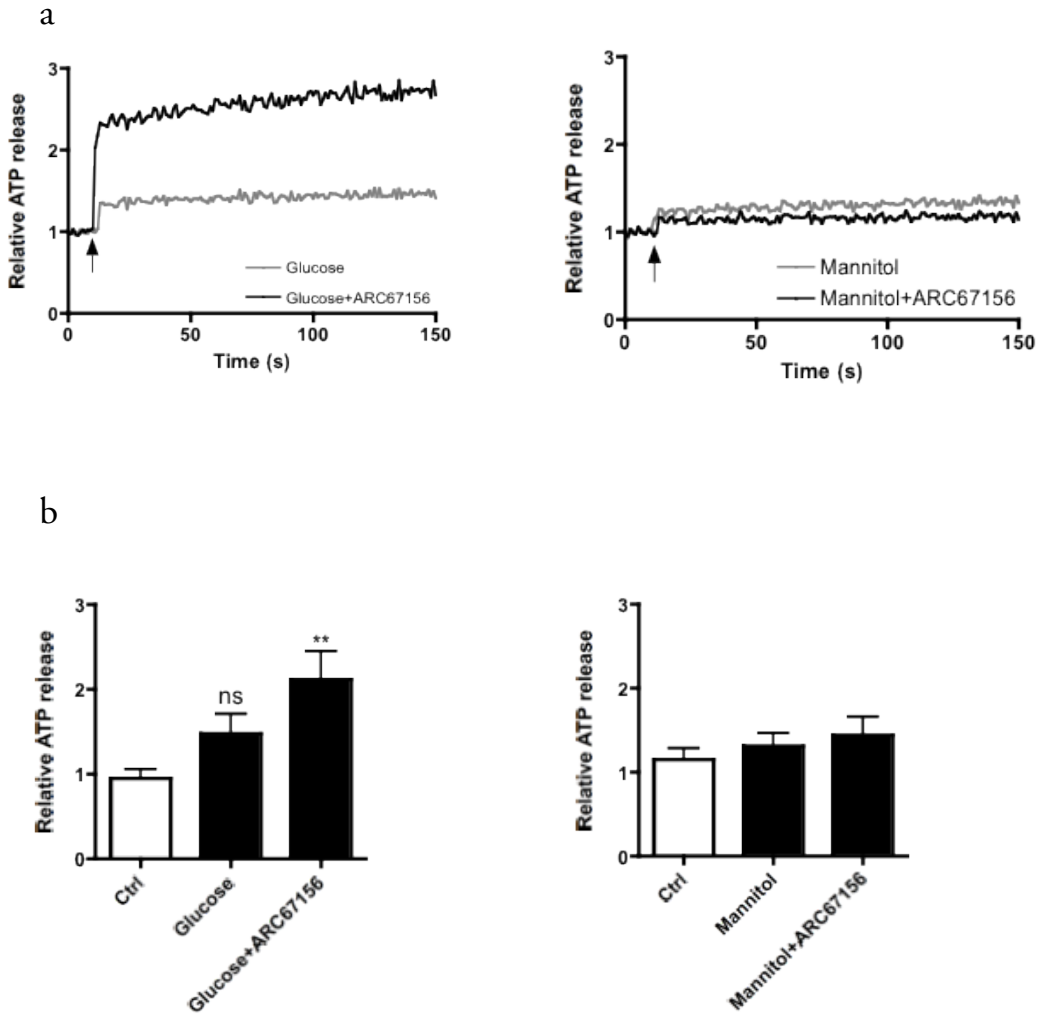 a
Relative ATP release
3
2
1
0
0
50
100
150
Time (s)
Glucose
Glucose+ARC67156
Relative ATP release
3
2
1
0
0
50
100
150
Time (s)
Mannitol
Mannitol+ARC67156
b
Relative ATP release
3
2
1
0
ns
**
Ctrl
Glucose
Glucose+ARC67156
Relative ATP release
3
2
1
0
Ctrl
Mannitol
Mannitol+ARC67156